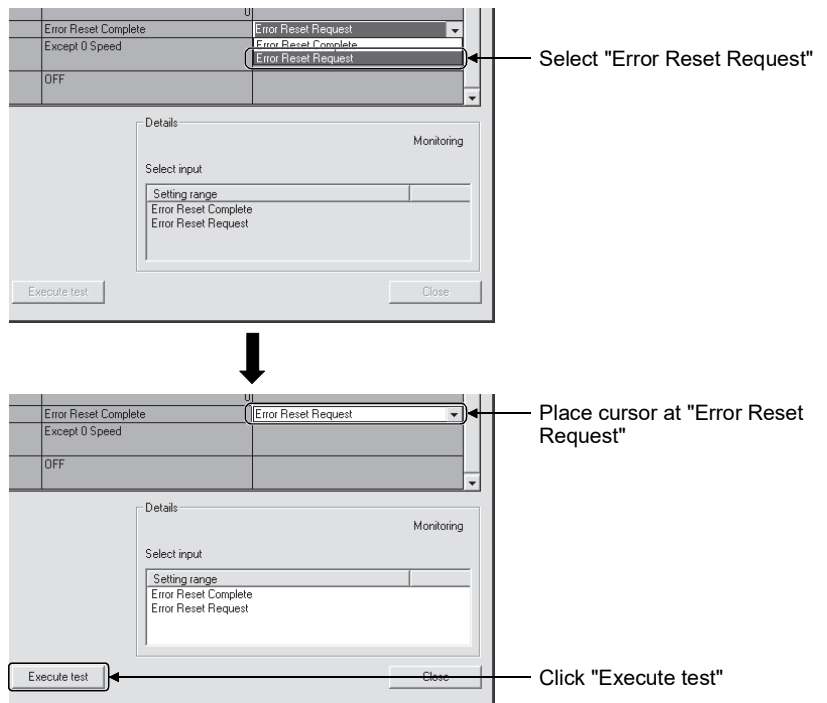 0
Error Reset Complete Error Reset Request
Except 0 Speed Error Reset Complete
Error Reset Request
Select "Error Reset Request"
OFF
Details
Monitoring
Select input
Setting range
Error Reset Complete
Error Reset Request
Execute test Close
0
Error Reset Complete Error Reset Request
Place cursor at "Error Reset
Request"
Except 0 Speed
OFF
Details
Monitoring
Select input
Setting range
Error Reset Complete
Error Reset Request
Execute test Close
Click "Execute test"